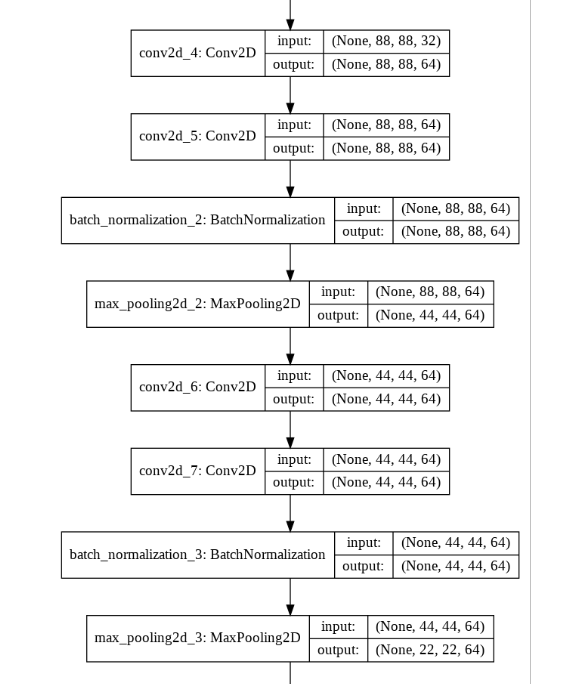 conv2d_4: Conv2D input: (None, 88, 88, 32)
output: (None, 88, 88, 64)
conv2d_5: Conv2D input: (None, 88, 88, 64)
output: (None, 88, 88, 64)
batch_normalization_2: BatchNormalization input: (None, 88, 88, 64)
output: (None, 88, 88, 64)
max_pooling2d_2: MaxPooling2D input: (None, 88, 88, 64)
output: (None, 44, 44, 64)
conv2d_6: Conv2D input: (None, 44, 44, 64)
output: (None, 44, 44, 64)
conv2d_7: Conv2D input: (None, 44, 44, 64)
output: (None, 44, 44, 64)
batch_normalization_3: BatchNormalization input: (None, 44, 44, 64)
output: (None, 44, 44, 64)
max_pooling2d_3: MaxPooling2D input: (None, 44, 44, 64)
output: (None, 22, 22, 64)